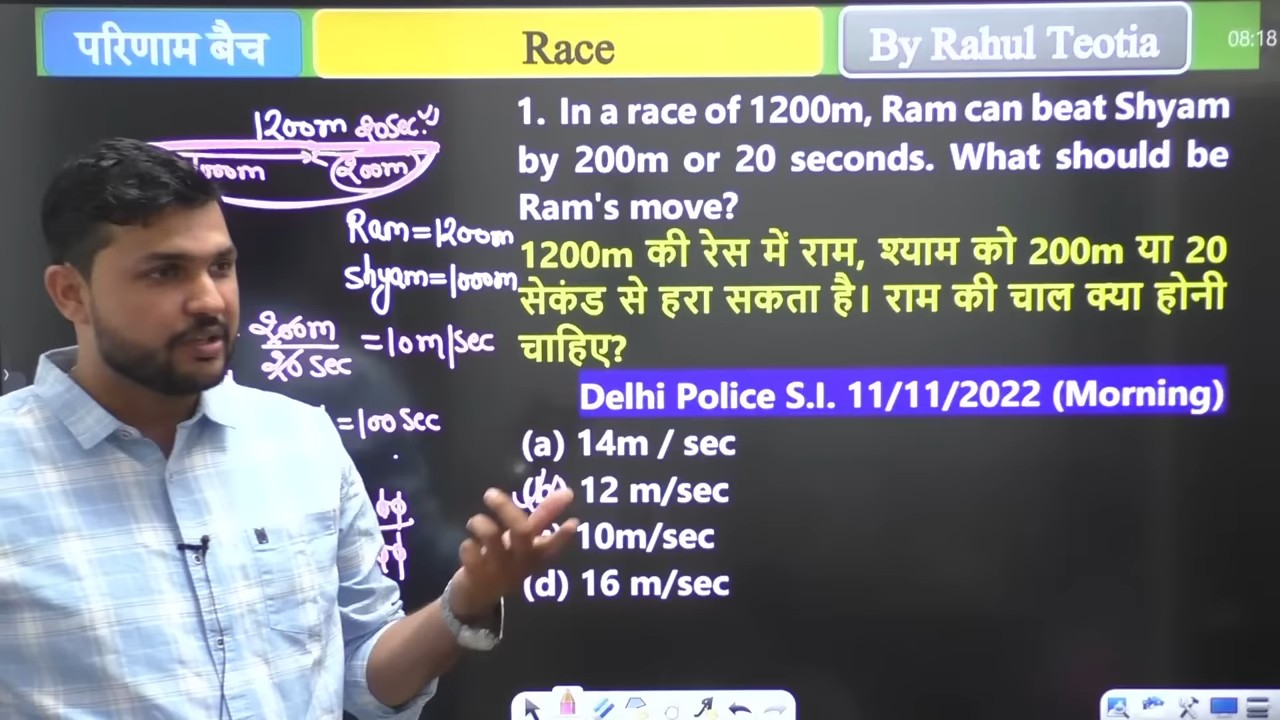 परिणाम बैच
Race
By Rahul Teotia
08:18
1200m 20sec.
1000m
200m
Ram=1200m
Shyam=1000m
200m
20 sec
=10m/sec
=100sec
1. In a race of 1200m, Ram can beat Shyam
by 200m or 20 seconds. What should be
Ram's move?
1200m की रेस में राम, श्याम को 200m या 20
सेकंड से हरा सकता है। राम की चाल क्या होनी
चाहिए?
Delhi Police S.I. 11/11/2022 (Morning)
(a) 14m / sec
(b) 12 m/sec
10m/sec
(d) 16 m/sec